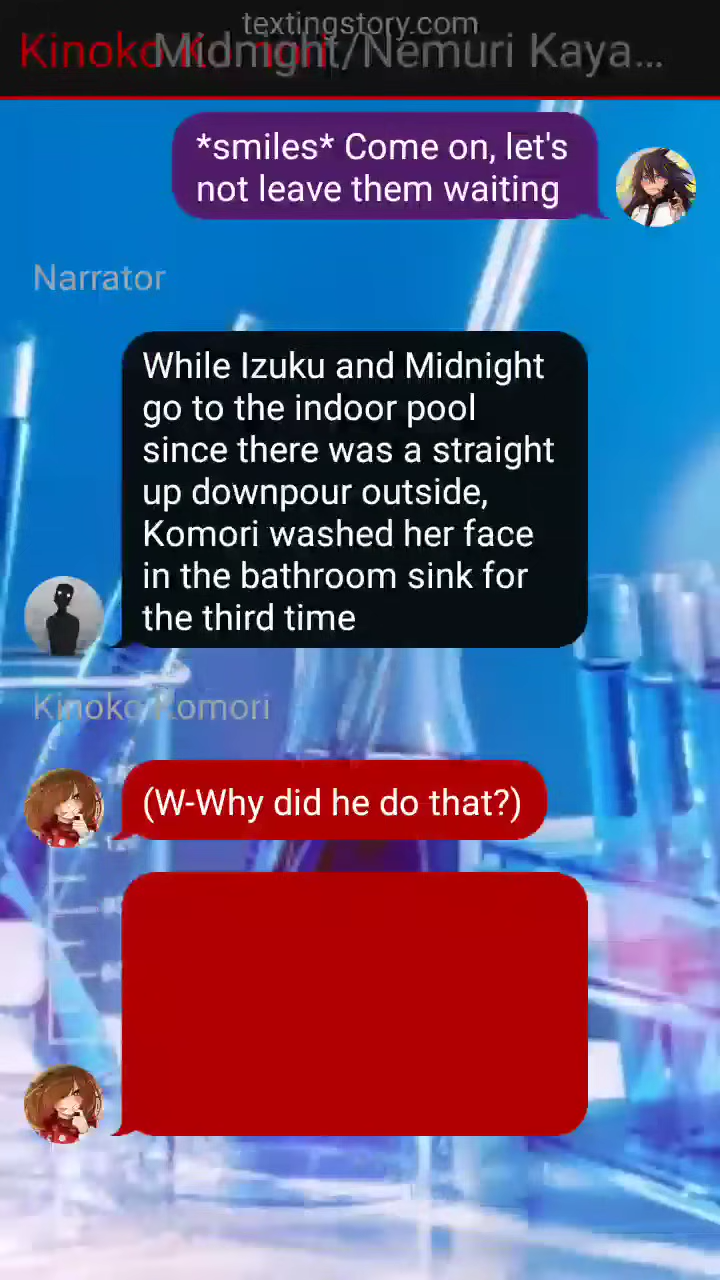 textingstory.com
Kinoko Komori
Midnight/Nemuri Kaya...
*smiles* Come on, let's
not leave them waiting
Narrator
While Izuku and Midnight
go to the indoor pool
since there was a straight
up downpour outside,
Komori washed her face
in the bathroom sink for
the third time
Kinoko Komori
(W-Why did he do that?)